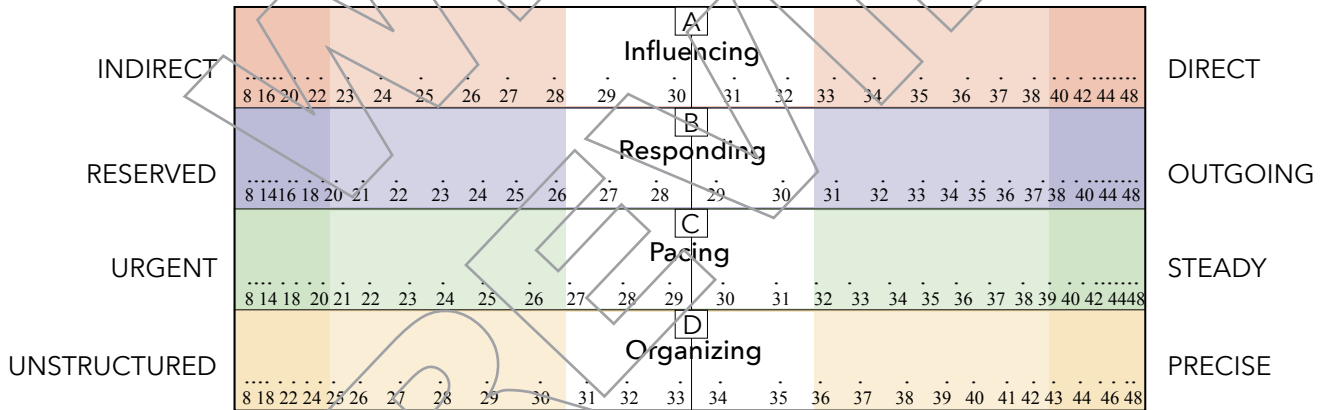 A
Influencing
INDIRECT
DIRECT
8 16 20 22 23 24 25 26 27 28 29 30 31 32 33 34 35 36 37 38 40 42 44 48
B
Responding
RESERVED
OUTGOING
8 14 16 18 20 21 22 23 24 25 26 27 28 29 30 31 32 33 34 35 36 37 38 40 44 48
C
Pacing
URGENT
STEADY
8 14 18 20 21 22 23 24 25 26 27 28 29 30 31 32 33 34 35 36 37 38 39 40 42 44 48
D
Organizing
UNSTRUCTURED
PRECISE
8 18 22 24 25 26 27 28 29 30 31 32 33 34 35 36 37 38 39 40 41 42 43 44 46 48